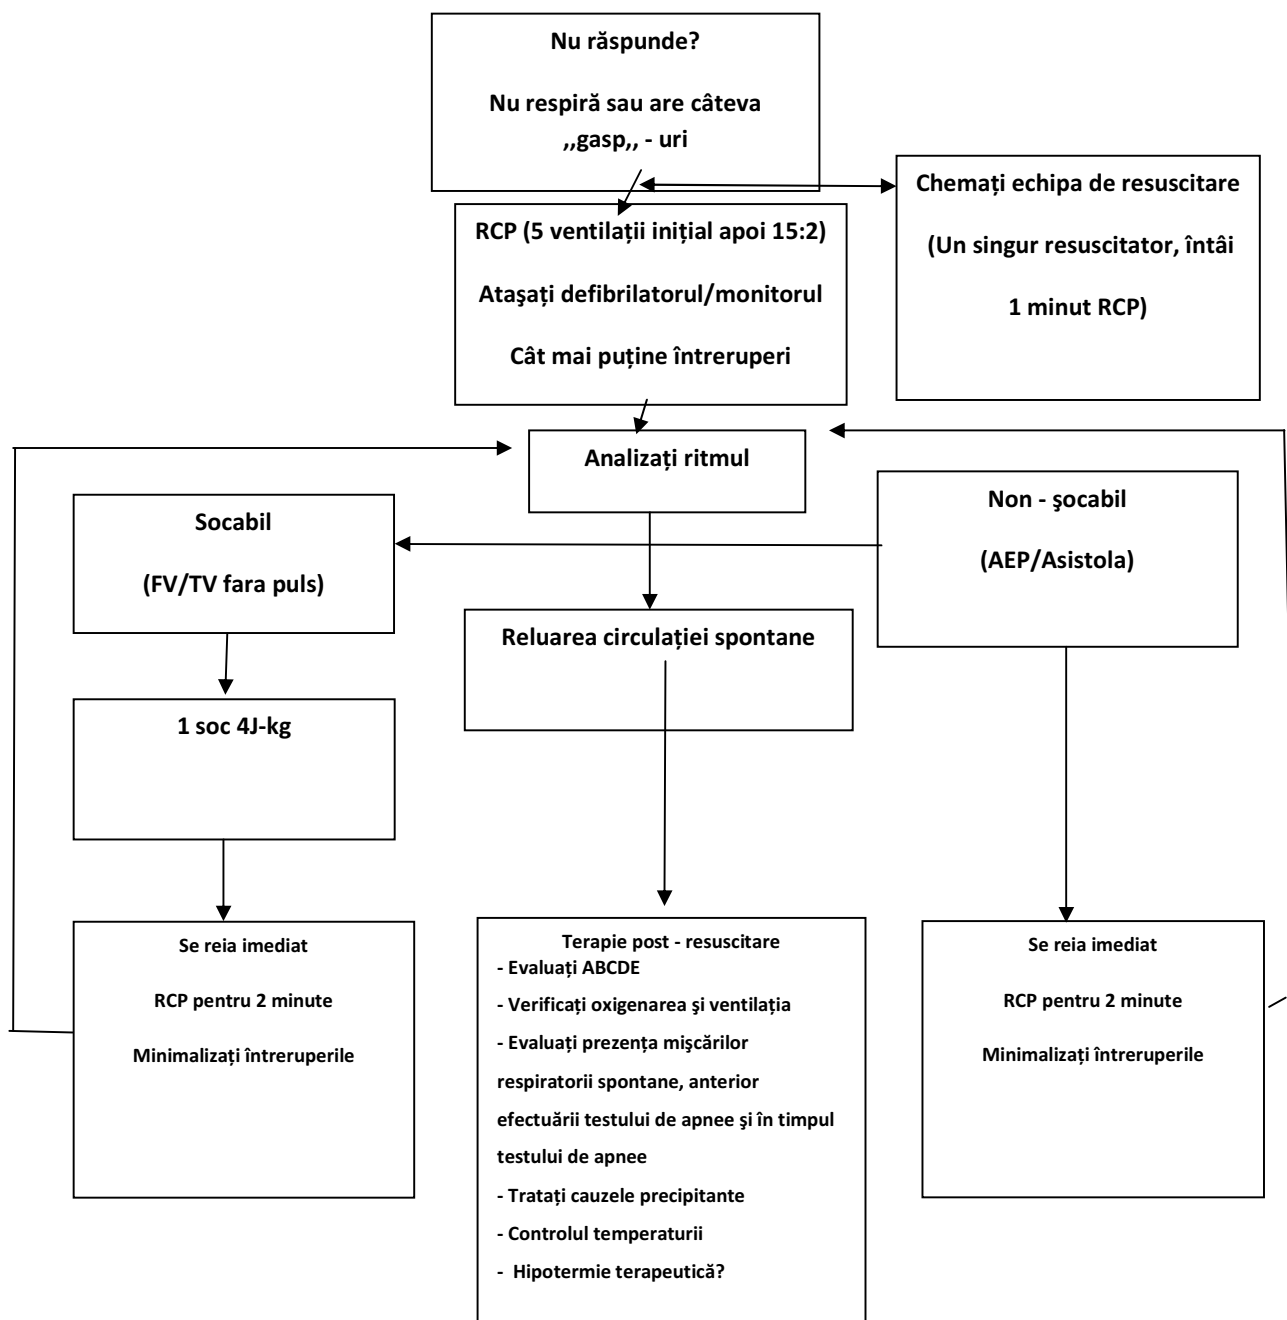 Nu răspunde?
Nu respiră sau are câteva
,,gasp,, - uri
Chemați echipa de resuscitare
(Un singur resuscitator, întâi
1 minut RCP)
RCP (5 ventilații inițial apoi 15:2)
Ataşați defibrilatorul/monitorul
Cât mai puține întreruperi
Analizați ritmul
Socabil
(FV/TV fara puls)
Non - şocabil
(AEP/Asistola)
Reluarea circulației spontane
1 soc 4J-kg
Se reia imediat
RCP pentru 2 minute
Minimalizați întreruperile
Terapie post - resuscitare
- Evaluați ABCDE
- Verificați oxigenarea şi ventilația
- Evaluați prezența mişcărilor
respiratorii spontane, anterior
efectuării testului de apnee şi în timpul
testului de apnee
- Tratați cauzele precipitante
- Controlul temperaturii
- Hipotermie terapeutică?
Se reia imediat
RCP pentru 2 minute
Minimalizați întreruperile